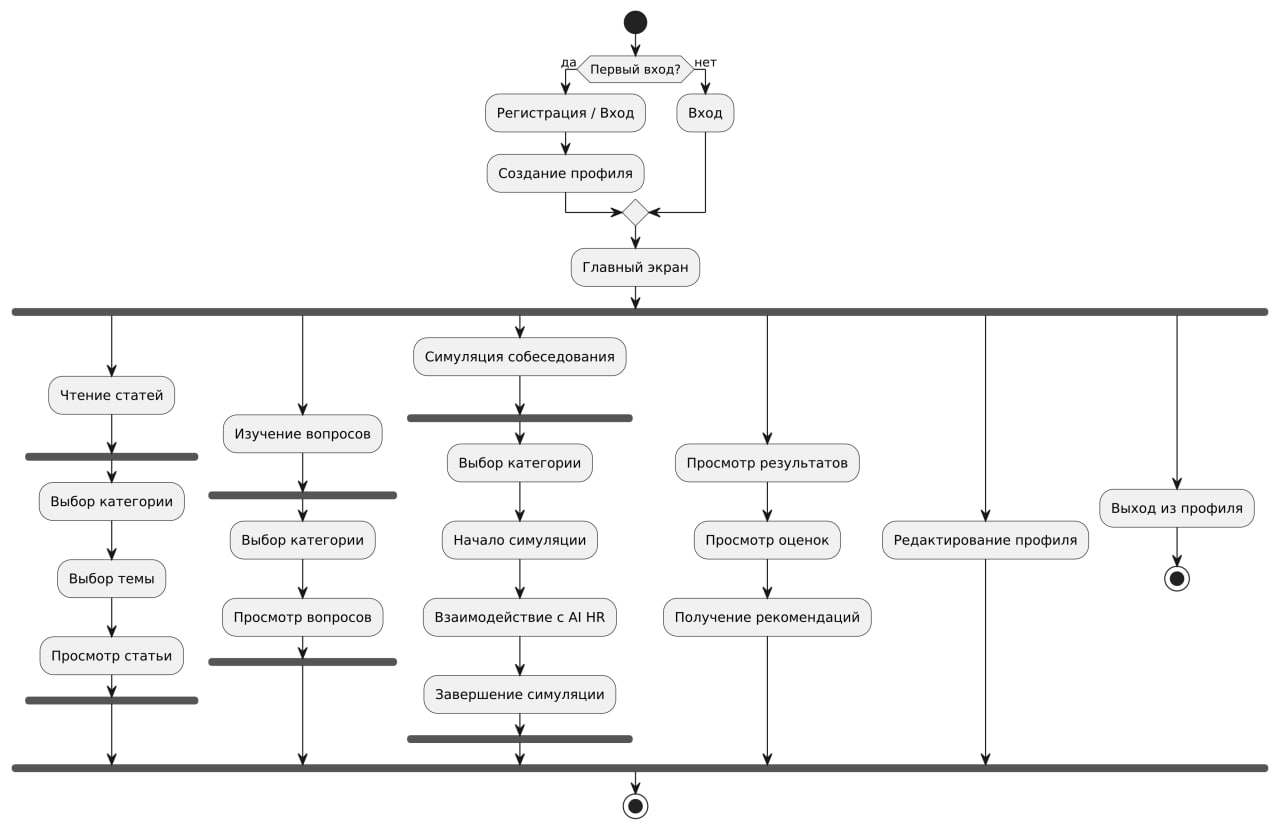 да
Первый вход?
нет
Регистрация / Вход
Вход
Создание профиля
Главный экран
Чтение статей
Выбор категории
Выбор темы
Просмотр статьи
Изучение вопросов
Выбор категории
Просмотр вопросов
Симуляция собеседования
Выбор категории
Начало симуляции
Взаимодействие с AI HR
Завершение симуляции
Просмотр результатов
Просмотр оценок
Получение рекомендаций
Редактирование профиля
Выход из профиля